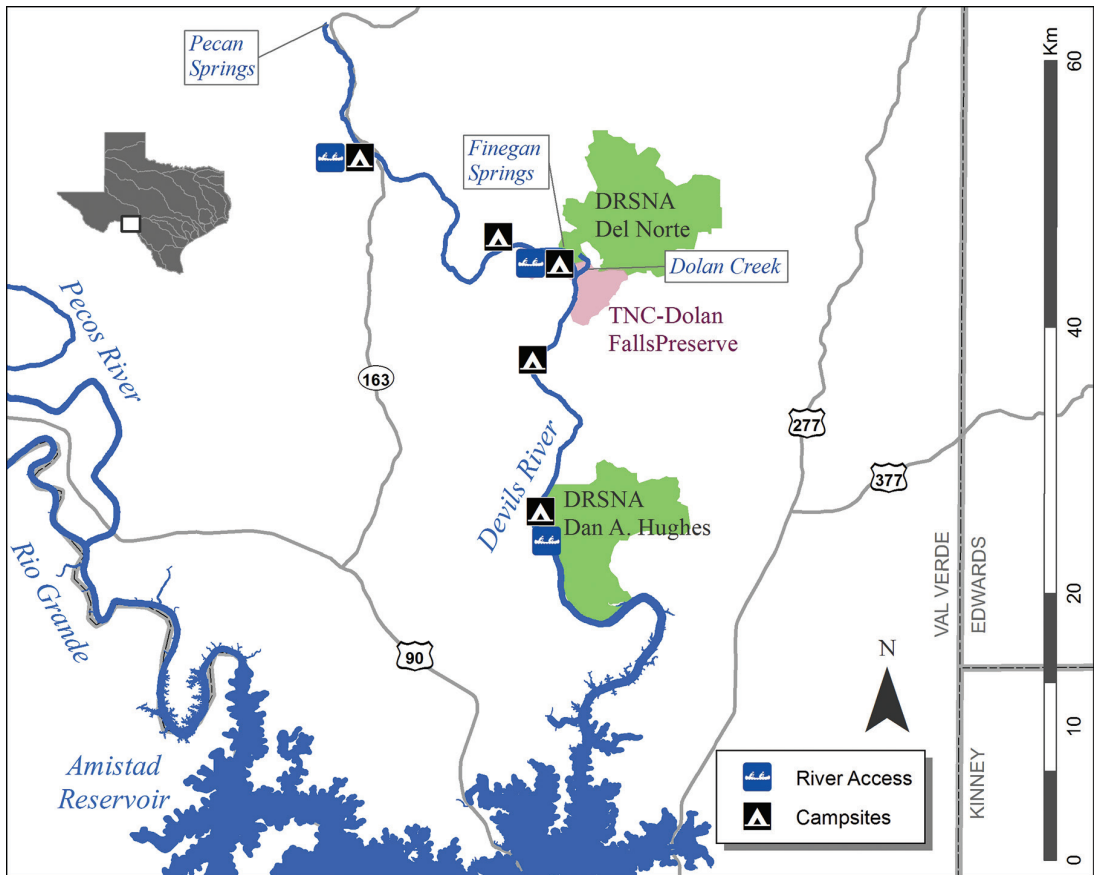 Pecan
Springs
Finegan
Springs
DRSNA
Del Norte
Dolan Creek
TNC-Dolan
FallsPreserve
Pecos River
163
277
377
Devils River
DRSNA
Dan A. Hughes
Rio Grande
90
Amistad
Reservoir
VAL VERDE
EDWARDS
KINNEY
N
River Access
Campsites
Km
60
40
20
10
0